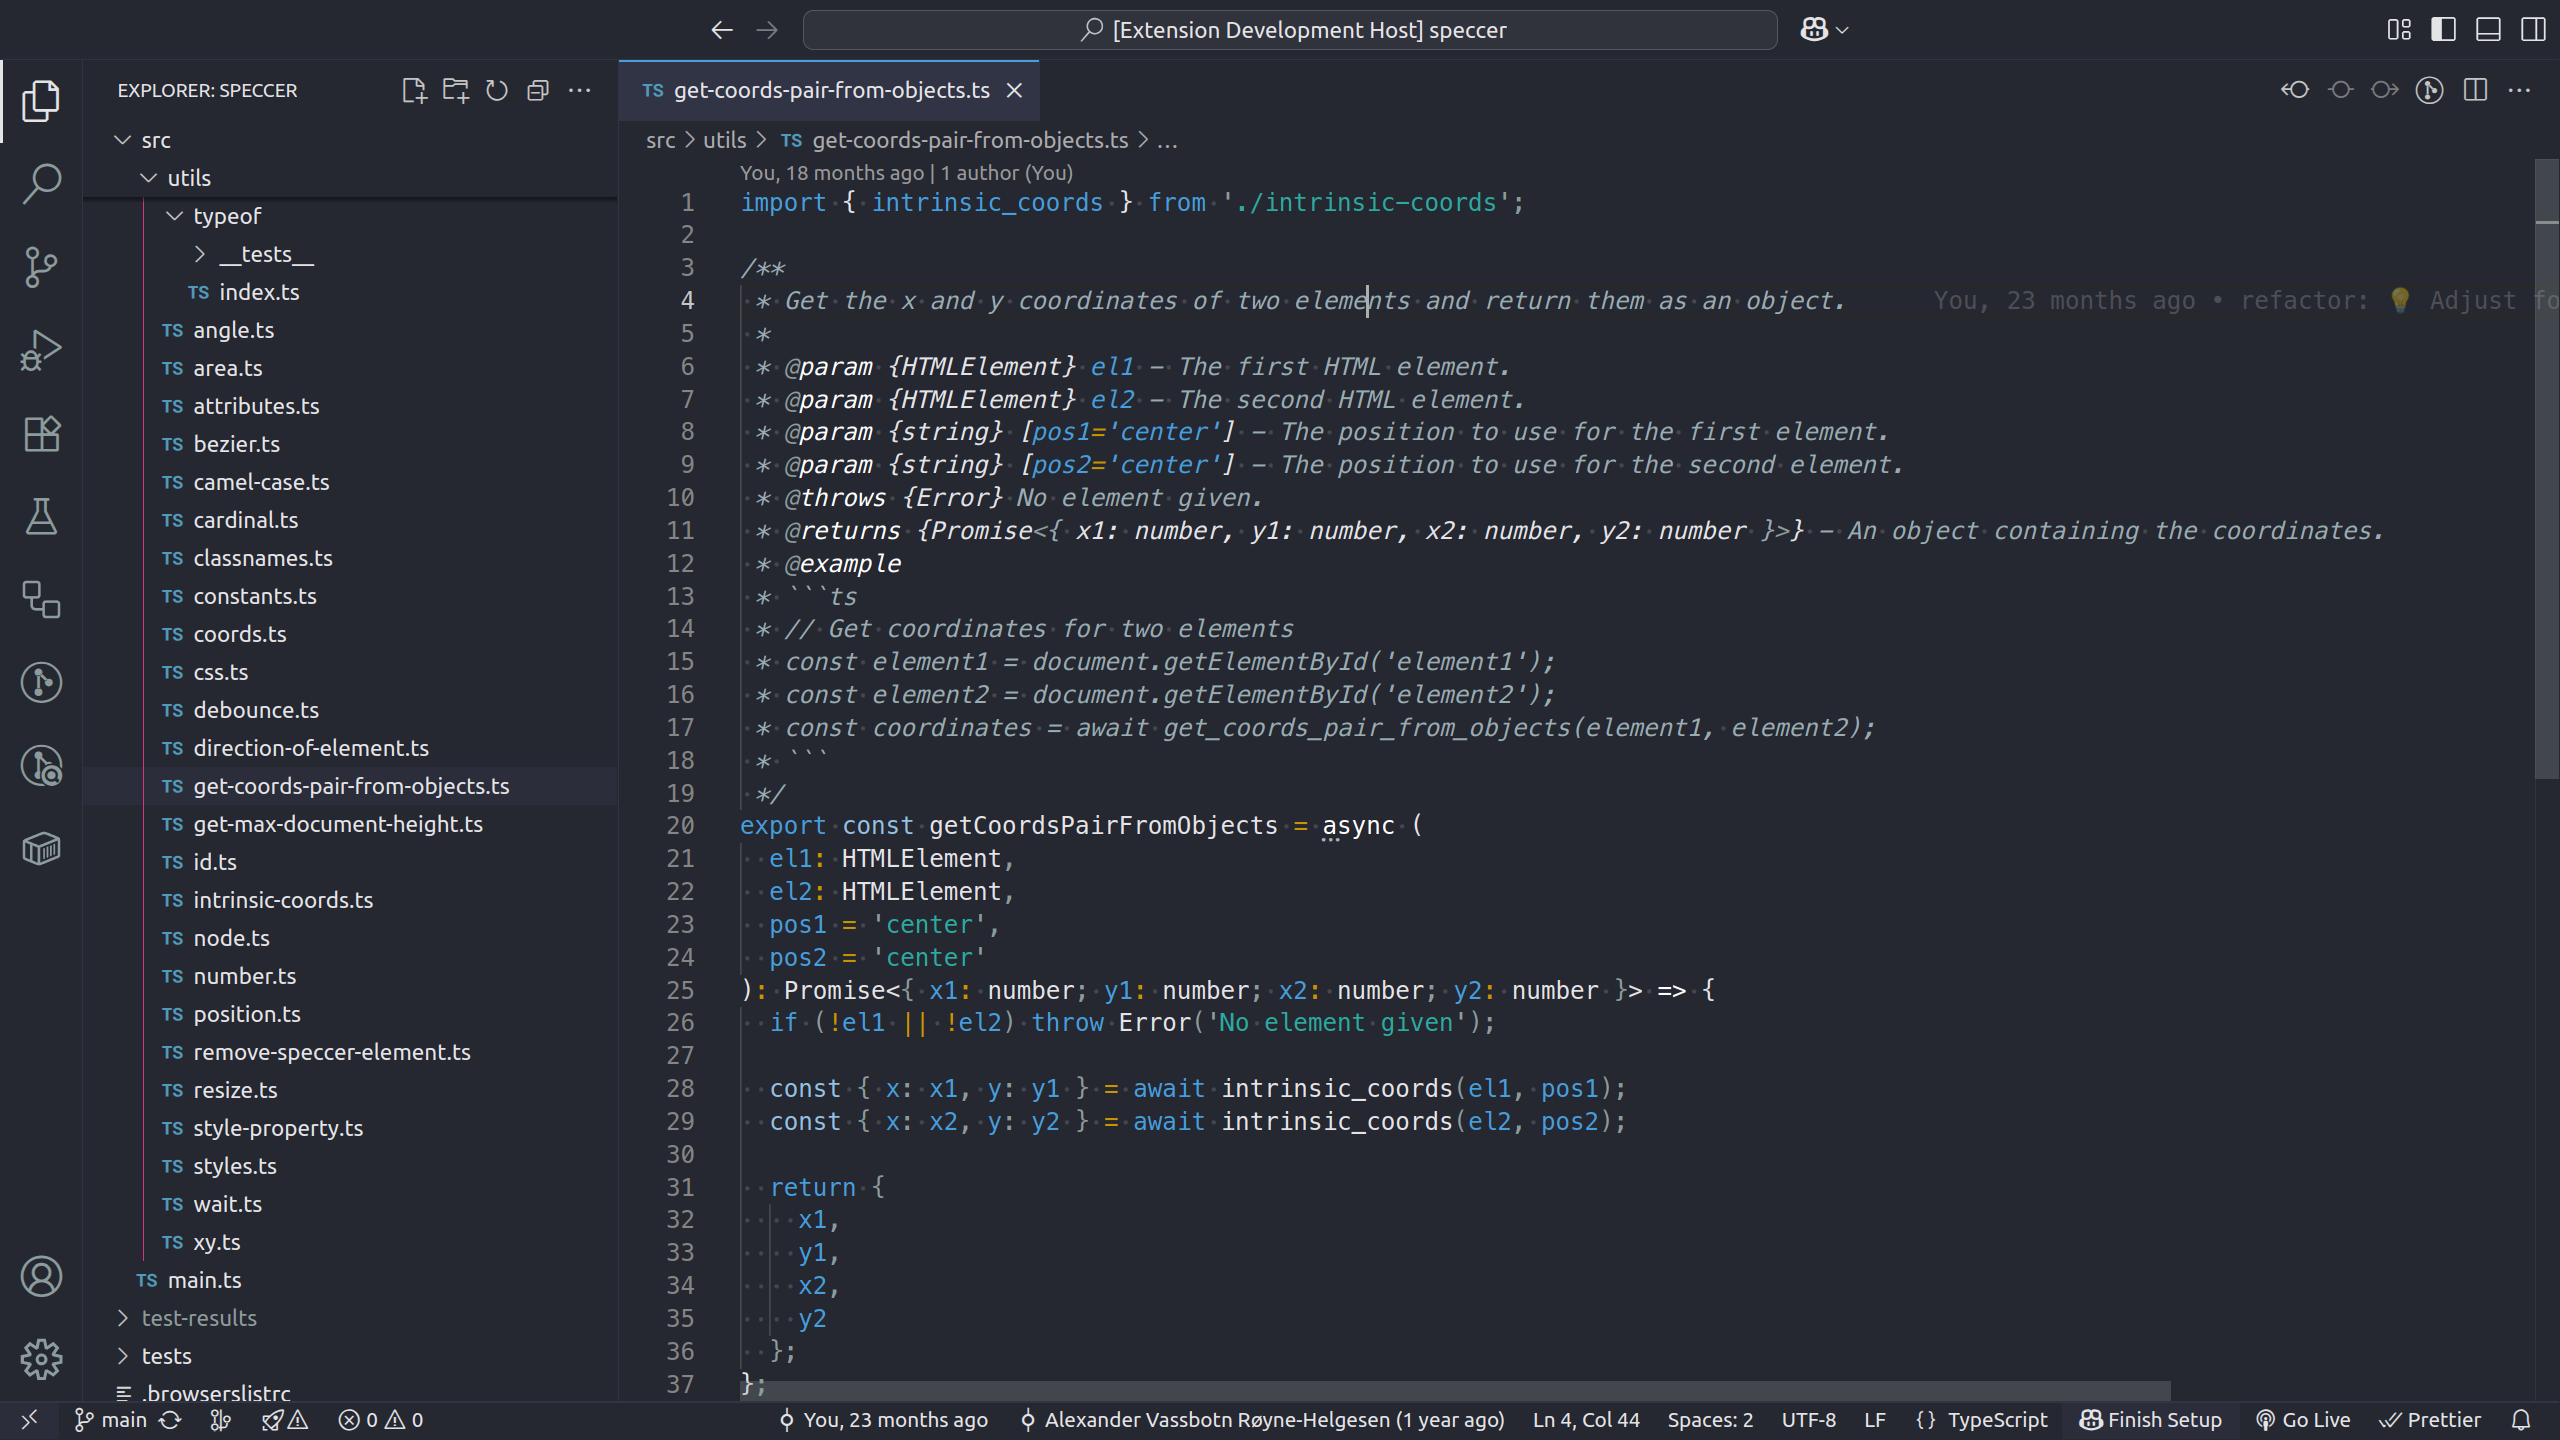 [Extension Development Host] speccer
EXPLORER: SPECCER
src
utils
typeof
__tests__
TS index.ts
TS angle.ts
TS area.ts
TS attributes.ts
TS bezier.ts
TS camel-case.ts
TS cardinal.ts
TS classnames.ts
TS constants.ts
TS coords.ts
TS css.ts
TS debounce.ts
TS direction-of-element.ts
TS get-coords-pair-from-objects.ts
TS get-max-document-height.ts
TS id.ts
TS intrinsic-coords.ts
TS node.ts
TS number.ts
TS position.ts
TS remove-speccer-element.ts
TS resize.ts
TS style-property.ts
TS styles.ts
TS wait.ts
TS xy.ts
TS main.ts
test-results
tests
.browserslistrc
TS get-coords-pair-from-objects.ts
src > utils > TS get-coords-pair-from-objects.ts > ...
You, 18 months ago | 1 author (You)
1 import { intrinsic_coords } from './intrinsic-coords';
2
3 /**
4  * Get the x and y coordinates of two elements and return them as an object. You, 23 months ago • refactor: 💡 Adjust fo
5  *
6  * @param {HTMLElement} el1 - The first HTML element.
7  * @param {HTMLElement} el2 - The second HTML element.
8  * @param {string} [pos1='center'] - The position to use for the first element.
9  * @param {string} [pos2='center'] - The position to use for the second element.
10  * @throws {Error} No element given.
11  * @returns {Promise<{ x1: number, y1: number, x2: number, y2: number }>} - An object containing the coordinates.
12  * @example
13  * ```ts
14  * // Get coordinates for two elements
15  * const element1 = document.getElementById('element1');
16  * const element2 = document.getElementById('element2');
17  * const coordinates = await get_coords_pair_from_objects(element1, element2);
18  * ```
19  */
20 export const getCoordsPairFromObjects = async (
21   el1: HTMLElement,
22   el2: HTMLElement,
23   pos1 = 'center',
24   pos2 = 'center'
25 ): Promise<{ x1: number; y1: number; x2: number; y2: number }> => {
26   if (!el1 || !el2) throw Error('No element given');
27
28   const { x: x1, y: y1 } = await intrinsic_coords(el1, pos1);
29   const { x: x2, y: y2 } = await intrinsic_coords(el2, pos2);
30
31   return {
32     x1,
33     y1,
34     x2,
35     y2
36   };
37 };
main 0 0 You, 23 months ago Alexander Vassbotn Røyne-Helgesen (1 year ago) Ln 4, Col 44 Spaces: 2 UTF-8 LF {} TypeScript Finish Setup Go Live Prettier